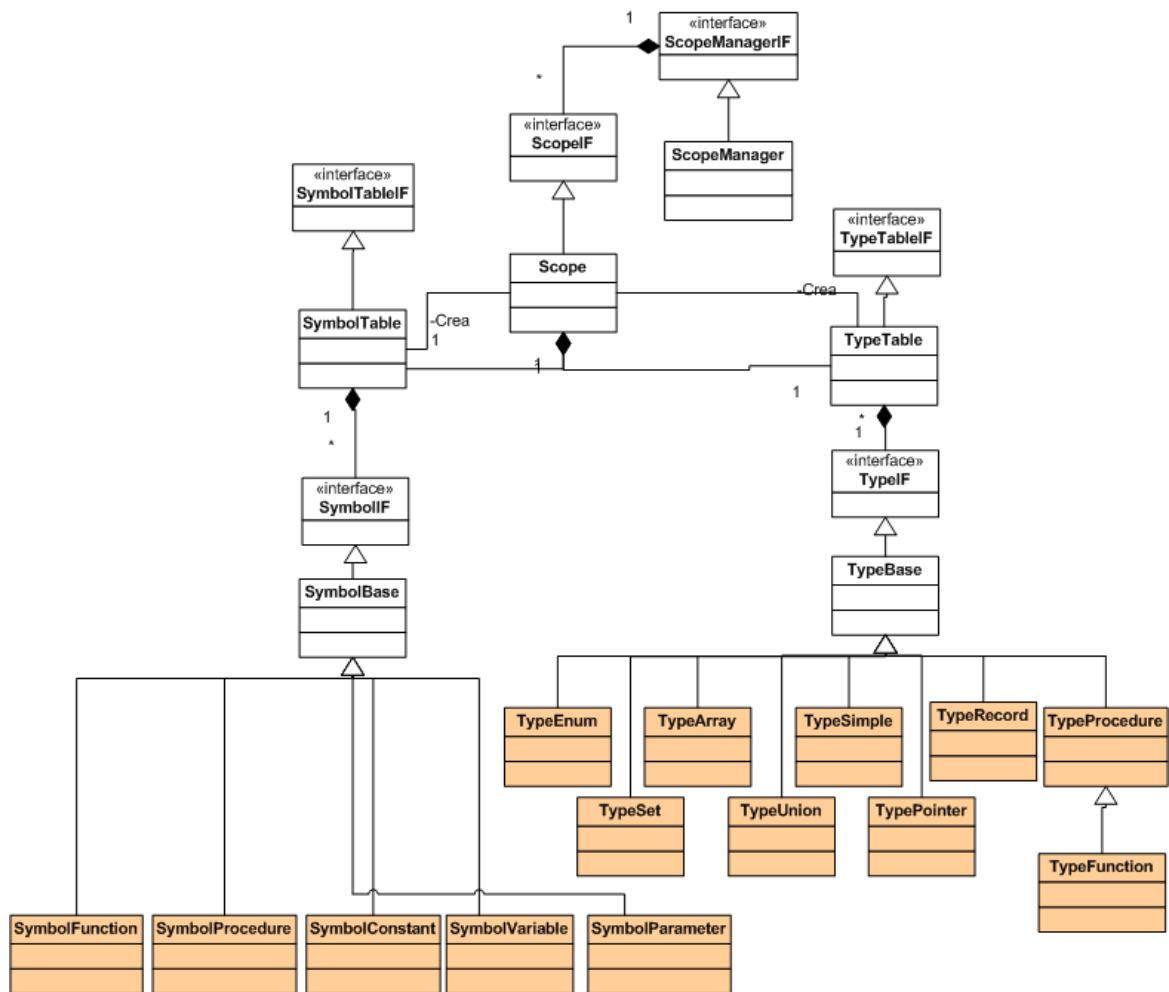 1
«interface»
ScopeManagerIF
*
«interface»
ScopeIF
ScopeManager
«interface»
SymbolTableIF
«interface»
TypeTableIF
Scope
-Crea
-Crea
SymbolTable
1
TypeTable
1
1
1
1
*
*
1
«interface»
TypeIF
«interface»
SymbolIF
TypeBase
SymbolBase
TypeEnum
TypeArray
TypeSimple
TypeRecord
TypeProcedure
TypeSet
TypeUnion
TypePointer
TypeFunction
SymbolFunction
SymbolProcedure
SymbolConstant
SymbolVariable
SymbolParameter